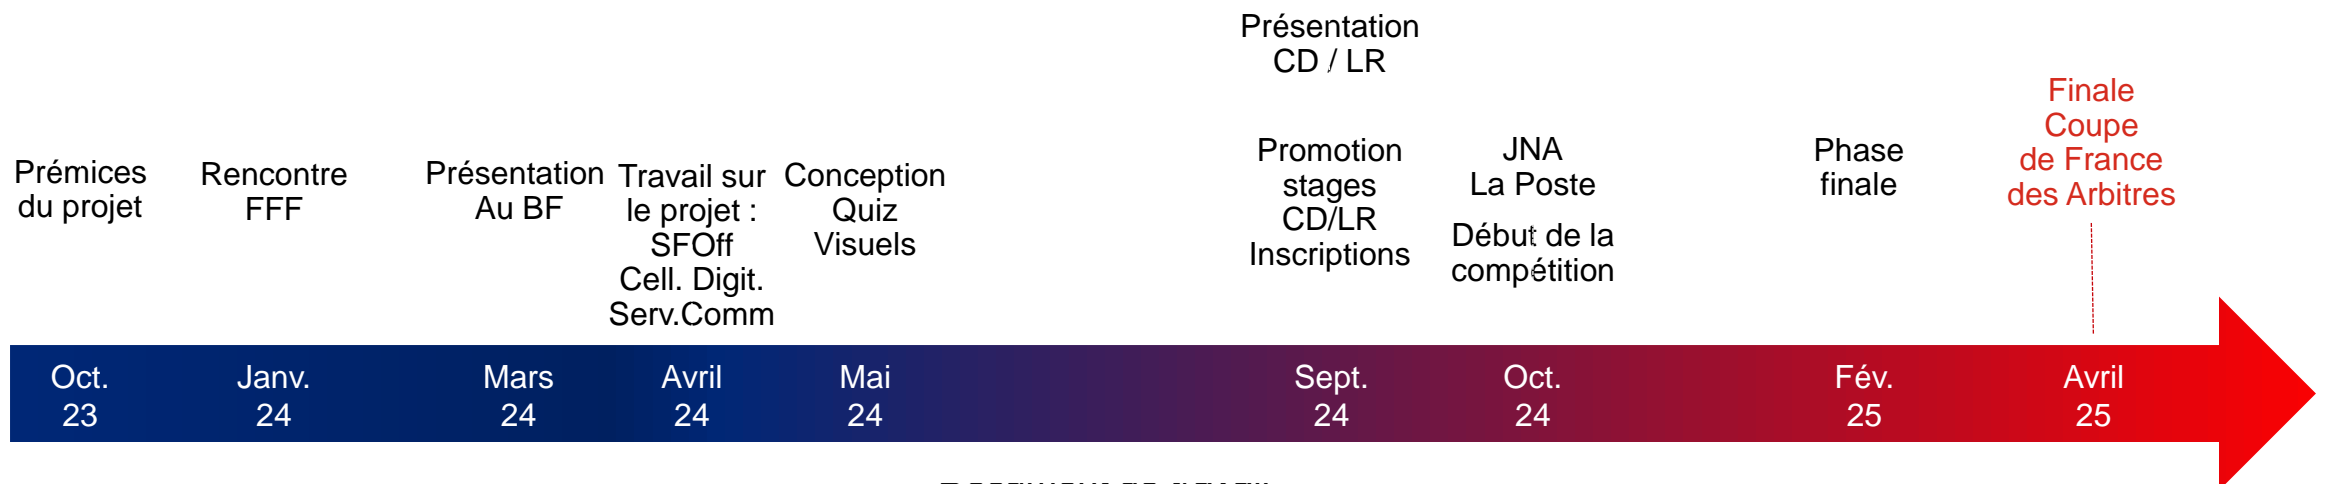 Présentation
CD / LR
Finale
Coupe
de France
des Arbitres
Prémices
du projet
Rencontre
FFF
Présentation
Au BF
Travail sur
le projet :
SFOff
Cell. Digit.
Serv.Comm
Conception
Quiz
Visuels
Promotion
stages
CD/LR
Inscriptions
JNA
La Poste
Début de la
compétition
Phase
finale
Oct.
23
Janv.
24
Mars
24
Avril
24
Mai
24
Sept.
24
Oct.
24
Fév.
25
Avril
25